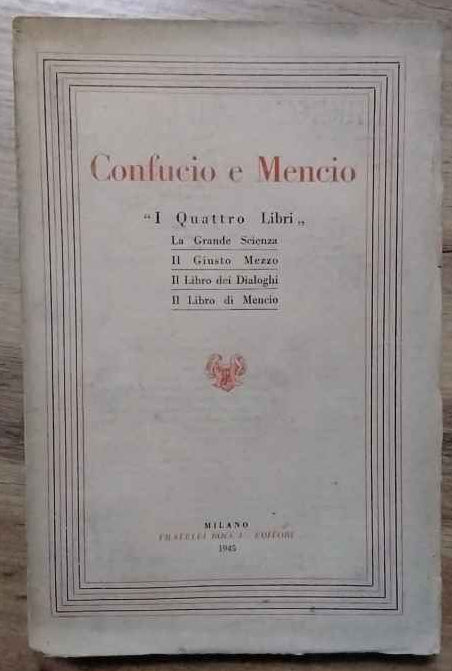 Confucio e Mencio
“I Quattro Libri„
La Grande Scienza
Il Giusto Mezzo
Il Libro dei Dialoghi
Il Libro di Mencio
MILANO
FRATELLI BOCCA - EDITORI
1945